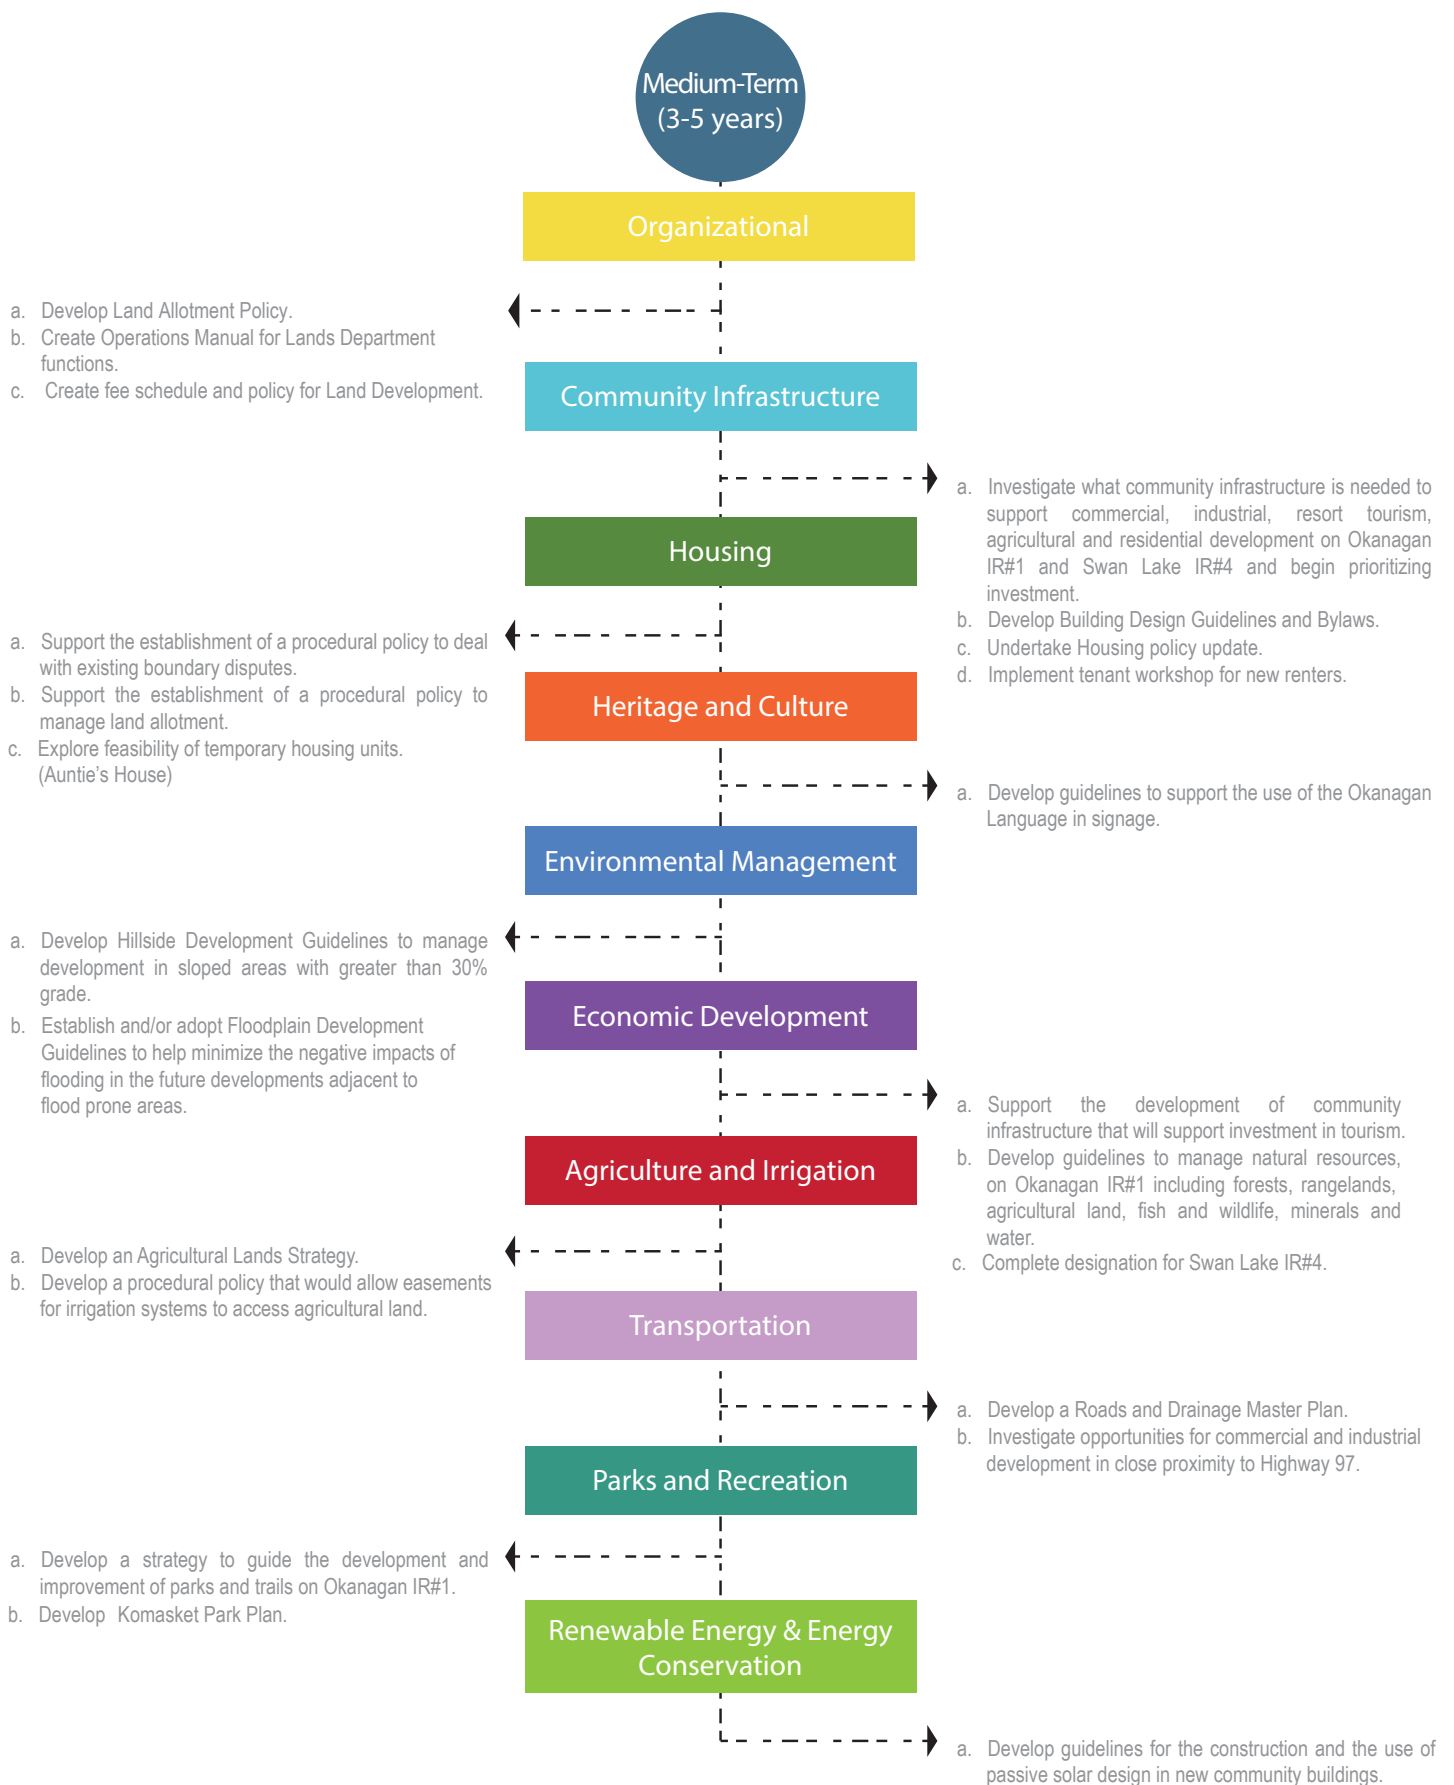 Medium-Term
(3-5 years)
Organizational
a. Develop Land Allotment Policy.
b. Create Operations Manual for Lands Department
functions.
c. Create fee schedule and policy for Land Development.
Community Infrastructure
a. Investigate what community infrastructure is needed to
support commercial, industrial, resort tourism,
agricultural and residential development on Okanagan
IR#1 and Swan Lake IR#4 and begin prioritizing
investment.
b. Develop Building Design Guidelines and Bylaws.
c. Undertake Housing policy update.
d. Implement tenant workshop for new renters.
Housing
a. Support the establishment of a procedural policy to deal
with existing boundary disputes.
b. Support the establishment of a procedural policy to
manage land allotment.
c. Explore feasibility of temporary housing units.
(Auntie's House)
Heritage and Culture
a. Develop guidelines to support the use of the Okanagan
Language in signage.
Environmental Management
a. Develop Hillside Development Guidelines to manage
development in sloped areas with greater than 30%
grade.
b. Establish and/or adopt Floodplain Development
Guidelines to help minimize the negative impacts of
flooding in the future developments adjacent to
flood prone areas.
Economic Development
a. Support the development of community
infrastructure that will support investment in tourism.
b. Develop guidelines to manage natural resources,
on Okanagan IR#1 including forests, rangelands,
agricultural land, fish and wildlife, minerals and
water.
c. Complete designation for Swan Lake IR#4.
Agriculture and Irrigation
a. Develop an Agricultural Lands Strategy.
b. Develop a procedural policy that would allow easements
for irrigation systems to access agricultural land.
Transportation
a. Develop a Roads and Drainage Master Plan.
b. Investigate opportunities for commercial and industrial
development in close proximity to Highway 97.
Parks and Recreation
a. Develop a strategy to guide the development and
improvement of parks and trails on Okanagan IR#1.
b. Develop Komasket Park Plan.
Renewable Energy & Energy
Conservation
a. Develop guidelines for the construction and the use of
passive solar design in new community buildings.